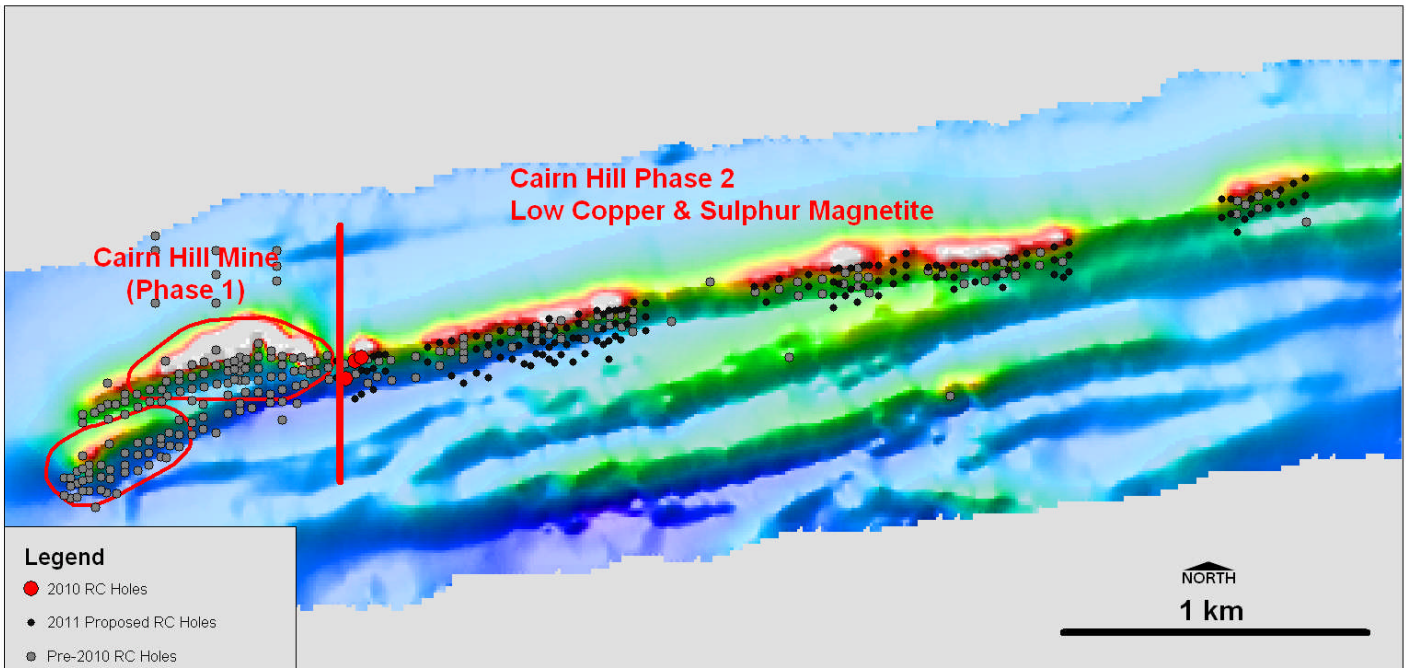 Cairn Hill Phase 2
Low Copper & Sulphur Magnetite
Cairn Hill Mine
(Phase 1)
Legend
2010 RC Holes
2011 Proposed RC Holes
Pre-2010 RC Holes
NORTH
1 km